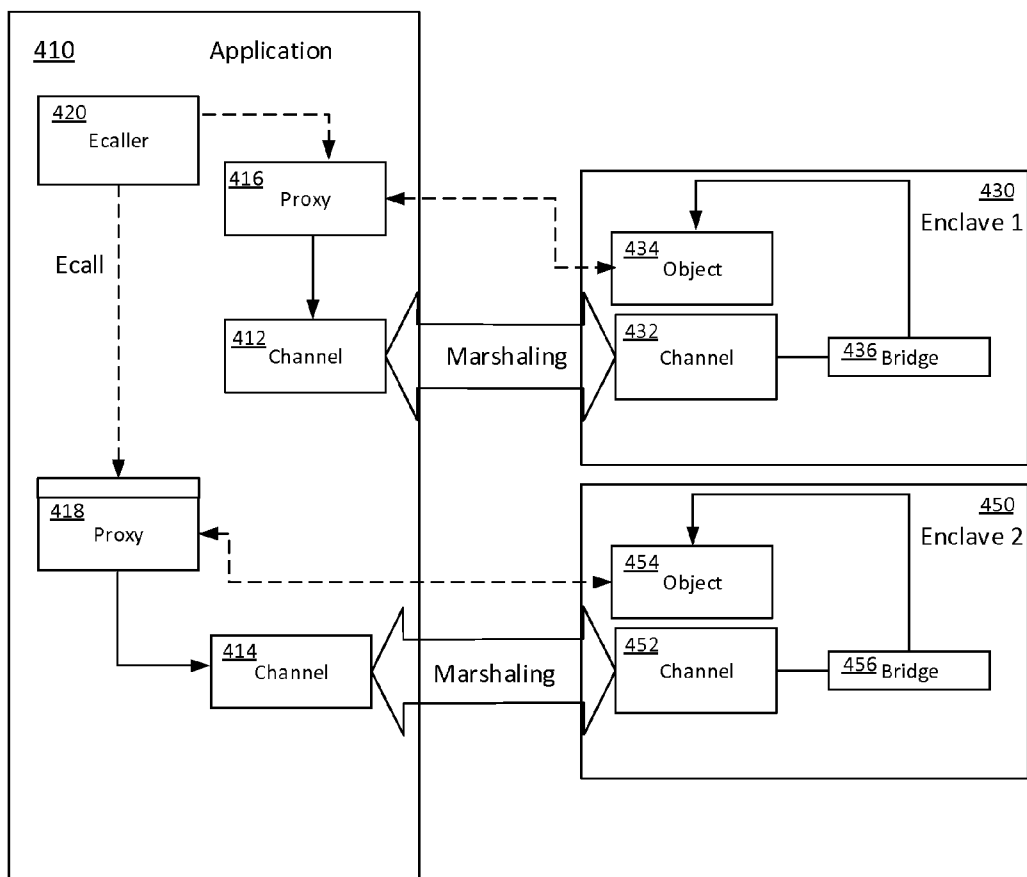 410 Application
420
Ecaller
416
Proxy
Ecall
412
Channel
418
Proxy
414
Channel
Marshaling
Marshaling
430
Enclave 1
434
Object
432
Channel
436
Bridge
450
Enclave 2
454
Object
452
Channel
456
Bridge